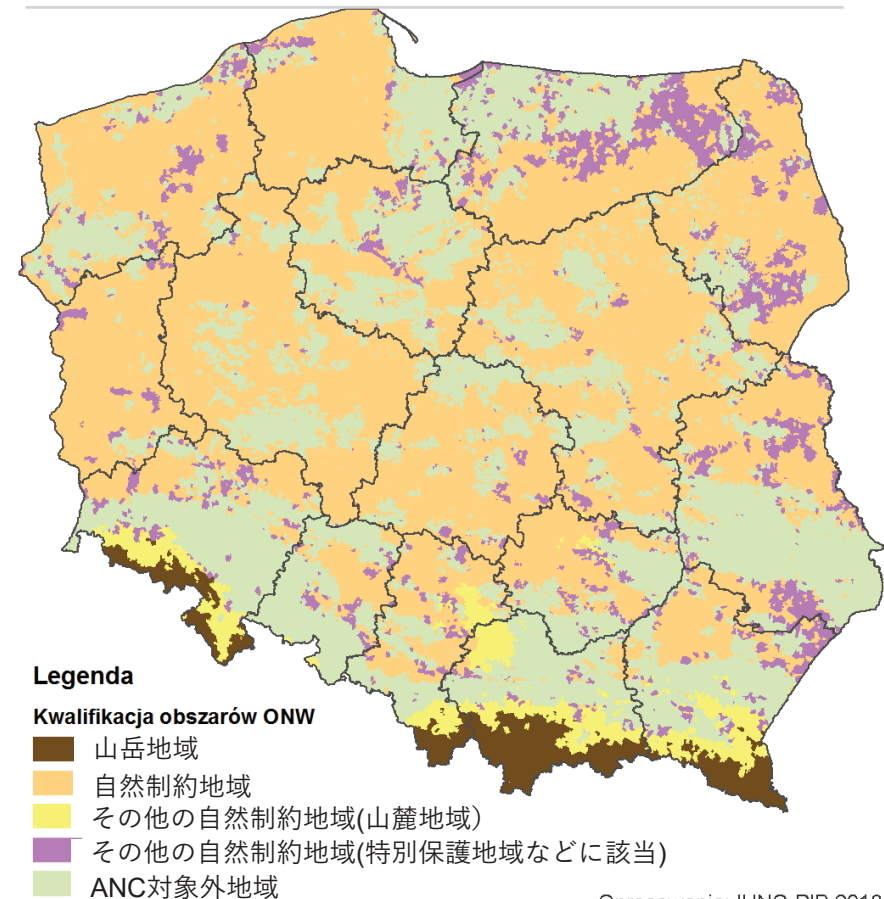 Legenda
Kwalifikacja obszarów ONW
山岳地域
自然制約地域
その他の自然制約地域(山麓地域）
その他の自然制約地域(特別保護地域などに該当)
ANC対象外地域